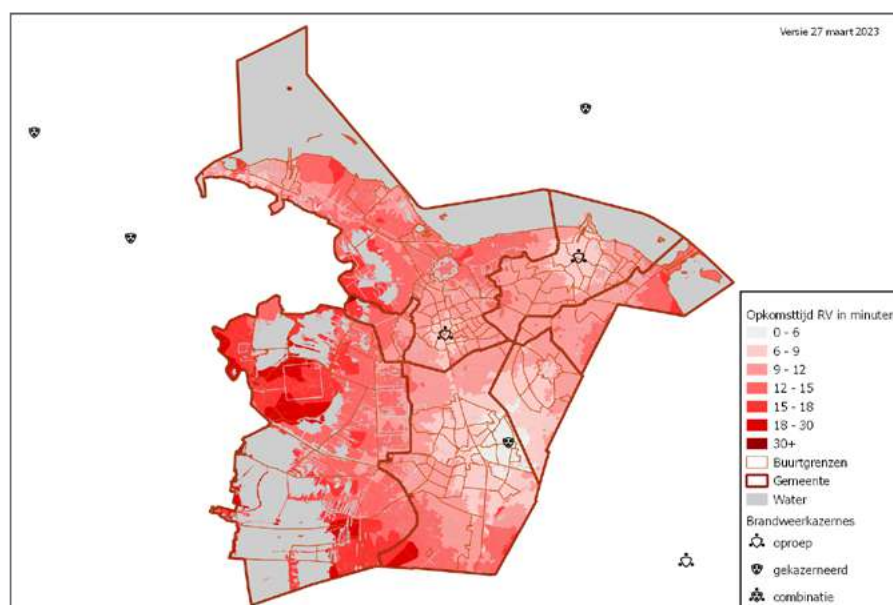 Versie 27 maart 2023
Opkomsttijd RV in minuten
0 - 6
6 - 9
9 - 12
12 - 15
15 - 18
18 - 30
30+
Buurtgrenzen
Gemeente
Water
Brandweerkazernes
oproep
gekazerneerd
combinatie